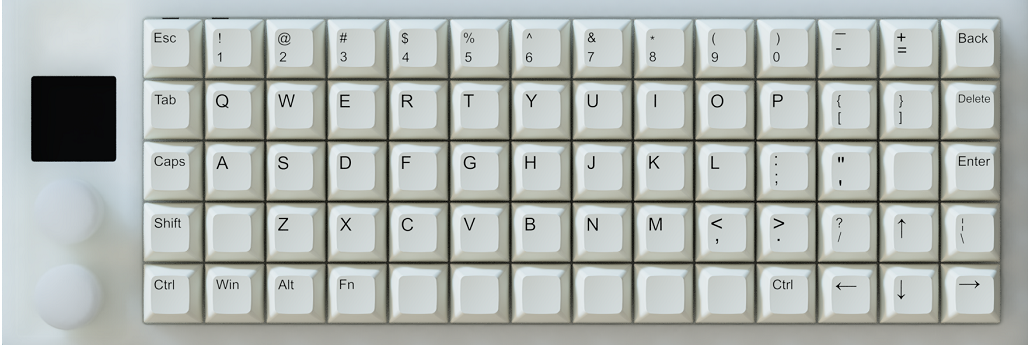 Esc ! @ # $ % ^ & * ( ) _ + Back
1 2 3 4 5 6 7 8 9 0 - =
Tab Q W E R T Y U I O P { } Delete
[ ]
Caps A S D F G H J K L : " Enter
; '
Shift Z X C V B N M < > ? ↑ ¦
, . / \
Ctrl Win Alt Fn Ctrl ← ↓ →